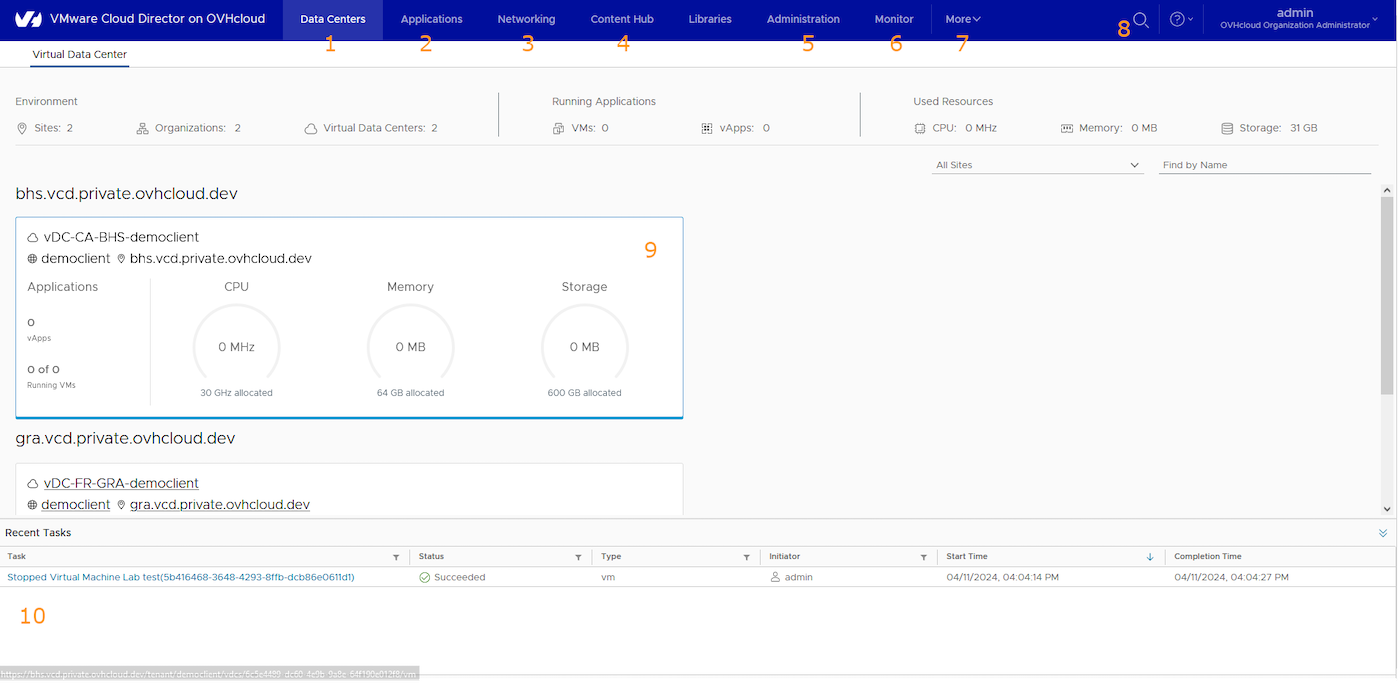 VMware Cloud Director on OVHcloud Data Centers Applications Networking Content Hub Libraries Administration Monitor More admin
OVHcloud Organization Administrator
1 2 3 4 5 6 7 8
Virtual Data Center
Environment Running Applications Used Resources
Sites: 2 Organizations: 2 Virtual Data Centers: 2 VMs: 0 vApps: 0 CPU: 0 MHz Memory: 0 MB Storage: 31 GB
All Sites Find by Name
bhs.vcd.private.ovhcloud.dev
vDC-CA-BHS-democlient
9
democlient bhs.vcd.private.ovhcloud.dev
Applications CPU Memory Storage
0
vApps
0 MHz 0 MB 0 MB
0 of 0
Running VMs
30 GHz allocated 64 GB allocated 600 GB allocated
gra.vcd.private.ovhcloud.dev
vDC-FR-GRA-democlient
democlient gra.vcd.private.ovhcloud.dev
Recent Tasks
Task Status Type Initiator Start Time Completion Time
Stopped Virtual Machine Lab test(5b416468-3648-4293-8ffb-dcb86e0611d1) Succeeded vm admin 04/11/2024, 04:04:14 PM 04/11/2024, 04:04:27 PM
10